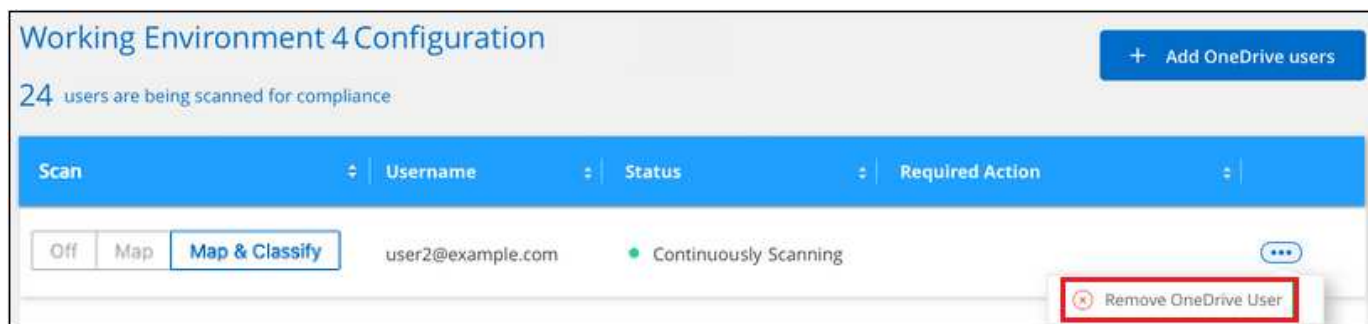 Working Environment 4 Configuration
+ Add OneDrive users
24 users are being scanned for compliance
Scan Username Status Required Action
Off Map Map & Classify user2@example.com Continuously Scanning
Remove OneDrive User